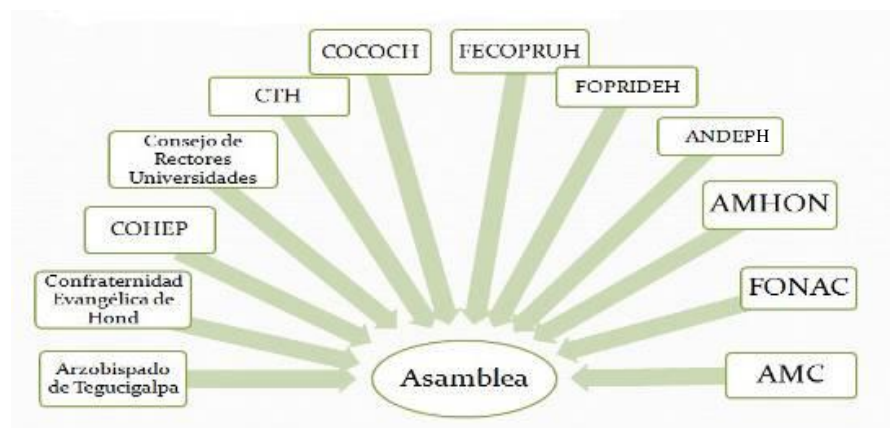 COCOCH
FECOPRUH
CTH
FOPRIDEH
ANDEPH
Consejo de
Rectores
Universidades
AMHON
COHEP
Confraternidad
Evangélica de
Hond
FONAC
Arzobispado
de Tegucigalpa
Asamblea
AMC